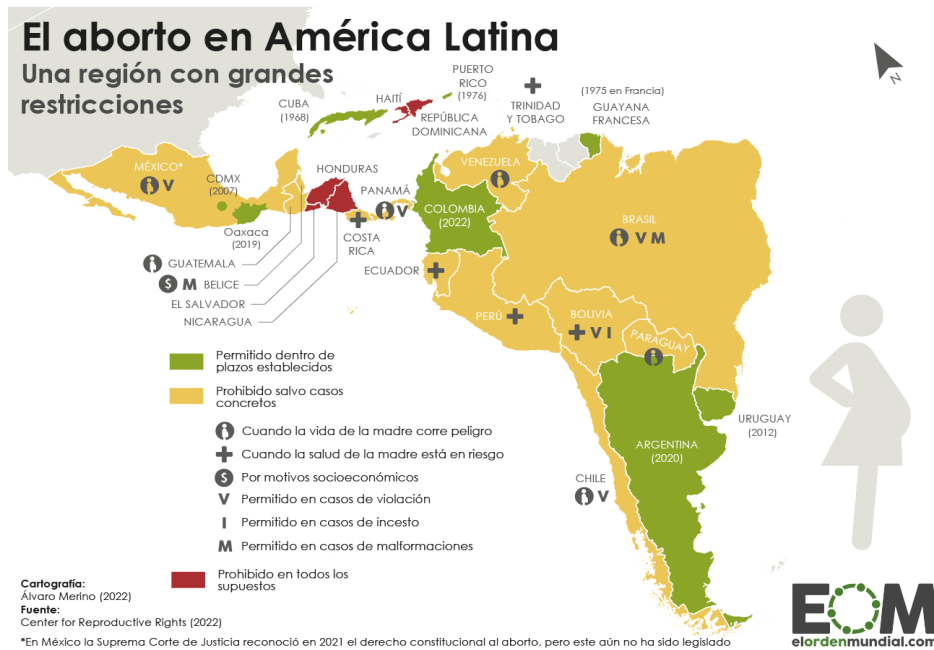 El aborto en América Latina
Una región con grandes
restricciones
CUBA
(1968)
HAITÍ
PUERTO
RICO
(1976)
REPÚBLICA
DOMINICANA
TRINIDAD
Y TOBAGO
(1975 en Francia)
GUAYANA
FRANCESA
MÉXICO*
V
CDMX
(2007)
Oaxaca
(2019)
HONDURAS
PANAMÁ
V
VENEZUELA
COLOMBIA
(2022)
BRASIL
V M
COSTA
RICA
GUATEMALA
$ M BELICE
EL SALVADOR
NICARAGUA
ECUADOR
PERÚ
BOLIVIA
V I
PARAGUAY
URUGUAY
(2012)
ARGENTINA
(2020)
CHILE
V
N
Permitido dentro de
plazos establecidos
Prohibido salvo casos
concretos
Cuando la vida de la madre corre peligro
Cuando la salud de la madre está en riesgo
$ Por motivos socioeconómicos
V Permitido en casos de violación
I Permitido en casos de incesto
M Permitido en casos de malformaciones
Prohibido en todos los
supuestos
Cartografía:
Álvaro Merino (2022)
Fuente:
Center for Reproductive Rights (2022)
*En México la Suprema Corte de Justicia reconoció en 2021 el derecho constitucional al aborto, pero este aún no ha sido legislado
EOM
elordenmundial.com